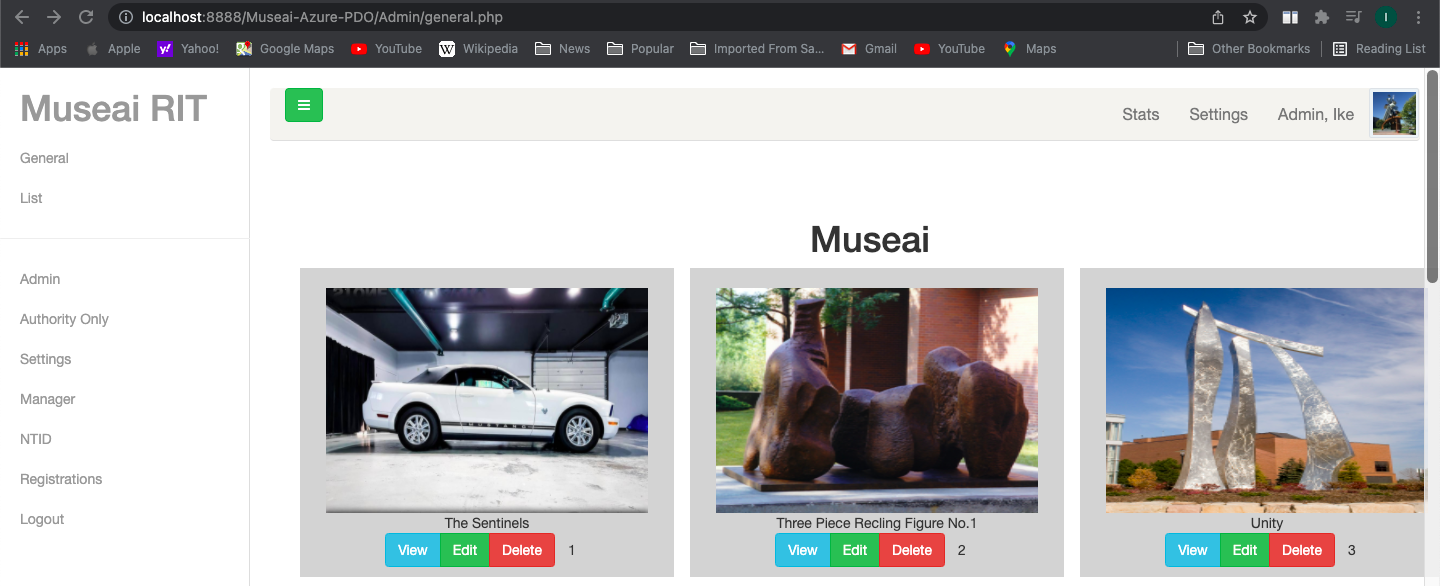 localhost:8888/Museai-Azure-PDO/Admin/general.php
Apps Apple Yahoo! Google Maps YouTube Wikipedia News Popular Imported From Sa... Gmail YouTube Maps Other Bookmarks Reading List
Museai RIT
General
List
Admin
Authority Only
Settings
Manager
NTID
Registrations
Logout
Stats Settings Admin, Ike
Museai
The Sentinels
View Edit Delete 1
Three Piece Recling Figure No.1
View Edit Delete 2
Unity
View Edit Delete 3